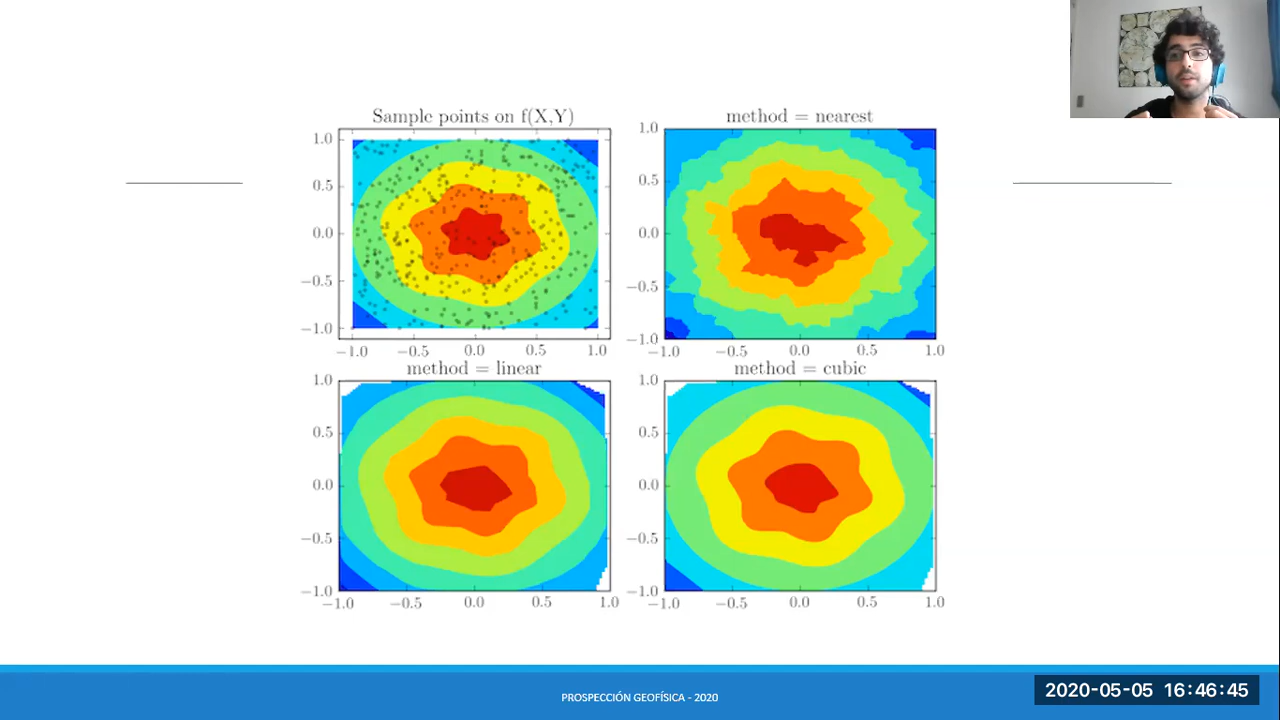 Sample points on f(X,Y)
1.0
0.5
0.0
−0.5
−1.0
−1.0 −0.5 0.0 0.5 1.0
method = nearest
1.0
0.5
0.0
−0.5
−1.0
−1.0 −0.5 0.0 0.5 1.0
method = linear
1.0
0.5
0.0
−0.5
−1.0
−1.0 −0.5 0.0 0.5 1.0
method = cubic
1.0
0.5
0.0
−0.5
−1.0
−1.0 −0.5 0.0 0.5 1.0
PROSPECCIÓN GEOFÍSICA - 2020
2020-05-05 16:46:45